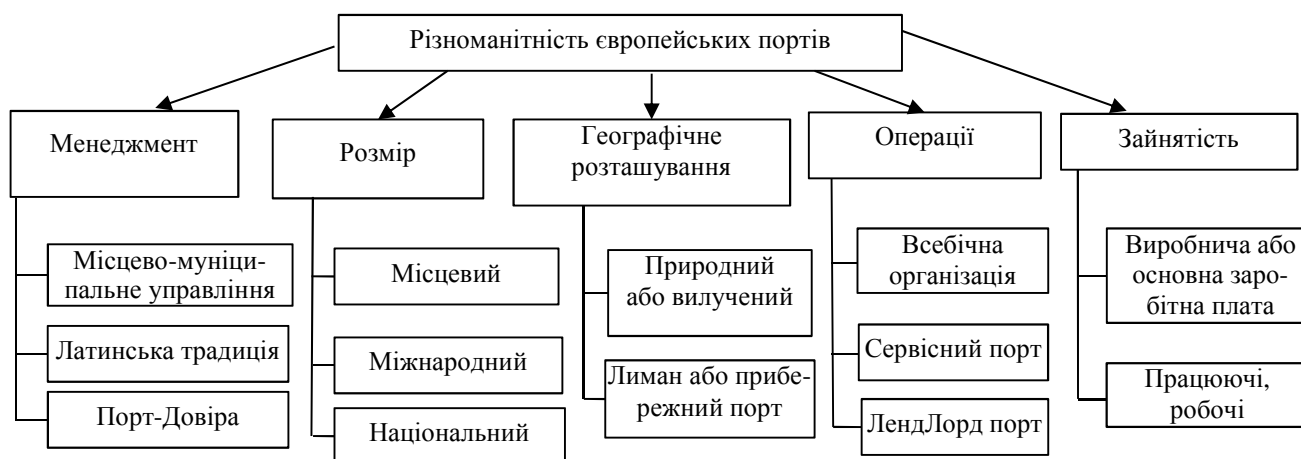 Різноманітність європейських портів
Менеджмент
Розмір
Географічне
розташування
Операції
Зайнятість
Місцево-муніци-
пальне управління
Латинська традиція
Порт-Довіра
Місцевий
Міжнародний
Національний
Природний
або вилучений
Лиман або прибе-
режний порт
Всебічна
організація
Сервісний порт
ЛендЛорд порт
Виробнича або
основна заро-
бітна плата
Працюючі,
робочі